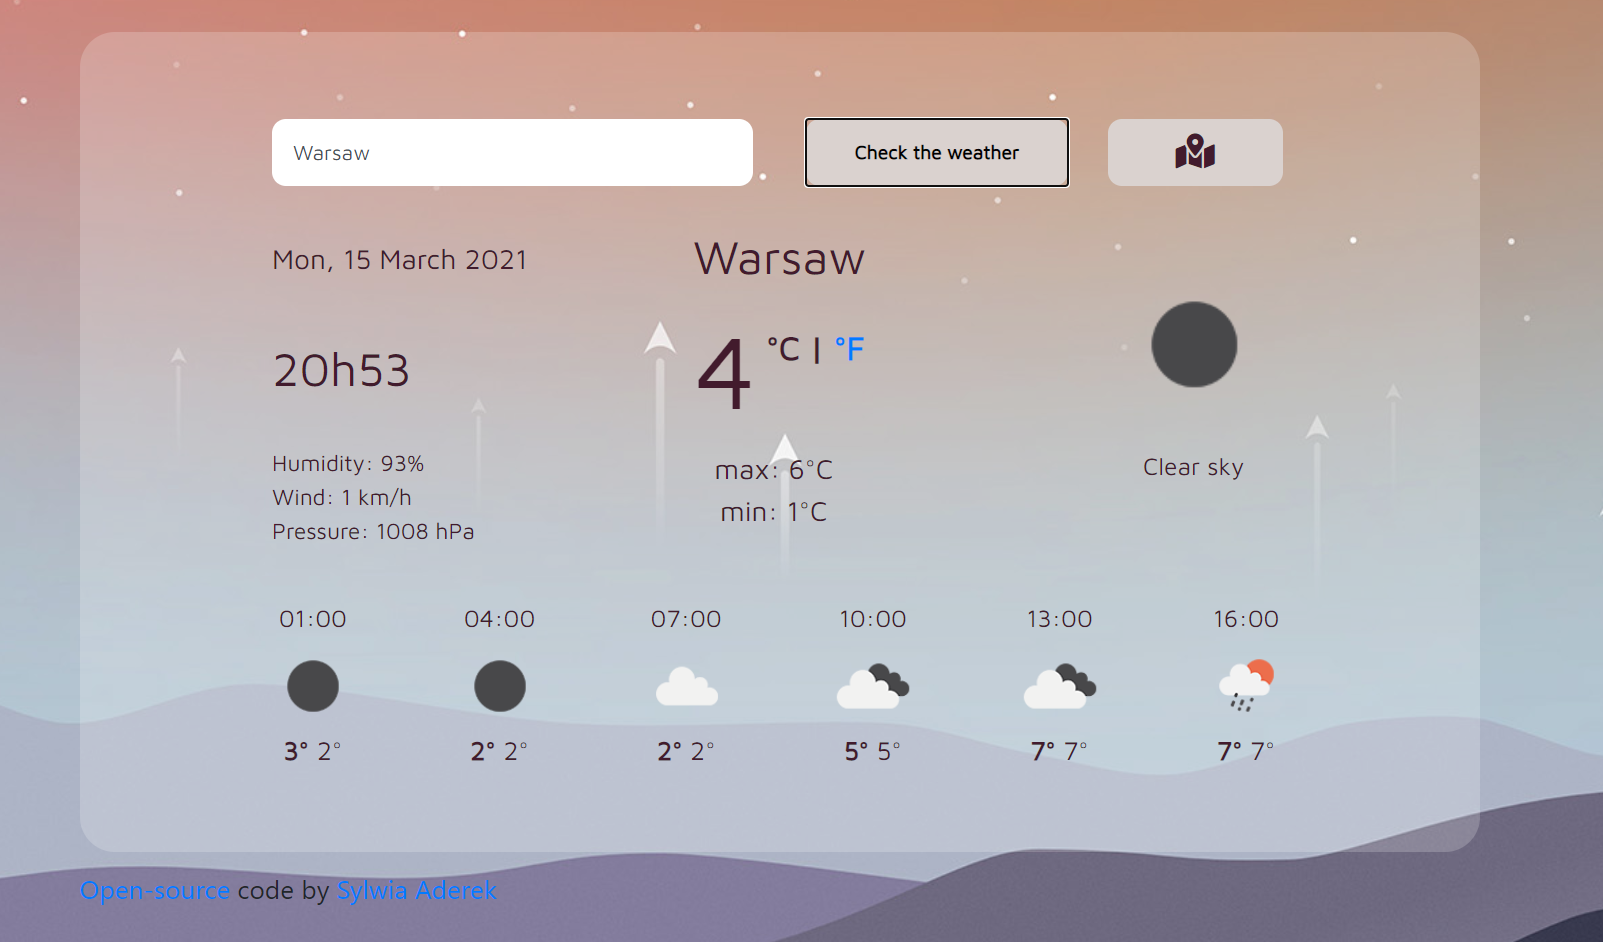 Warsaw
Check the weather
Mon, 15 March 2021
Warsaw
20h53
4 °C | °F
Humidity: 93%
Wind: 1 km/h
Pressure: 1008 hPa
max: 6°C
min: 1°C
Clear sky
01:00 04:00 07:00 10:00 13:00 16:00
3° 2° 2° 2° 2° 2° 5° 5° 7° 7° 7° 7°
Open-source code by Sylwia Aderek